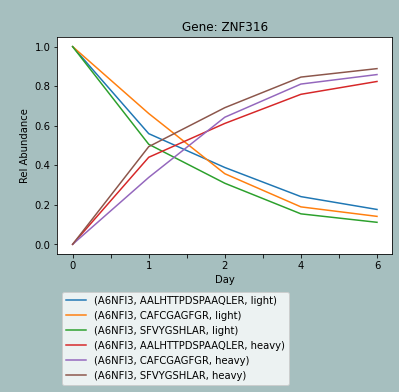 Gene: ZNF316
1.0
0.8
0.6
0.4
0.2
0.0
Rel Abundance
0 1 2 4 6
Day
(A6NFI3, AALHTTPDSPAAQLER, light)
(A6NFI3, CAFCGAGFGR, light)
(A6NFI3, SFVYGSHLAR, light)
(A6NFI3, AALHTTPDSPAAQLER, heavy)
(A6NFI3, CAFCGAGFGR, heavy)
(A6NFI3, SFVYGSHLAR, heavy)